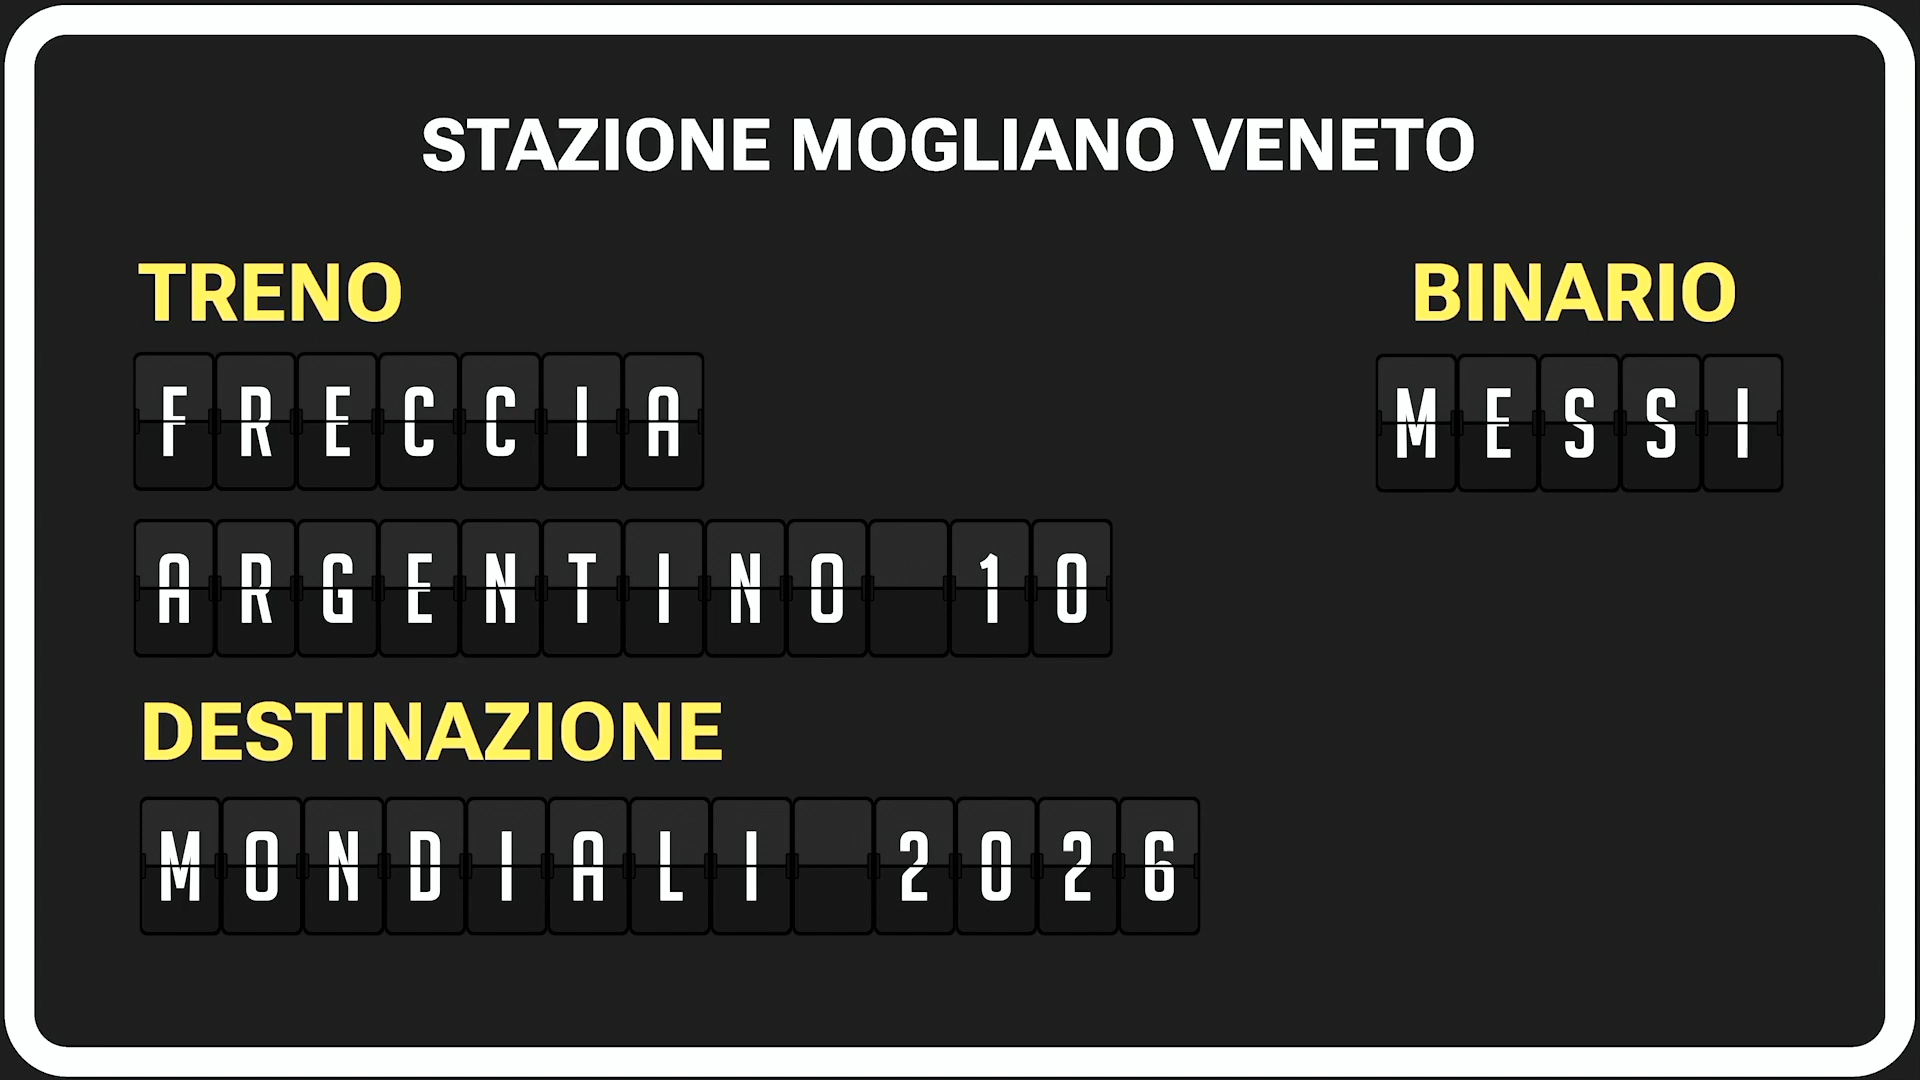 STAZIONE MOGLIANO VENETO
TRENO
BINARIO
FRECCIA
MESSI
ARGENTINO 10
DESTINAZIONE
MONDIALI 2026